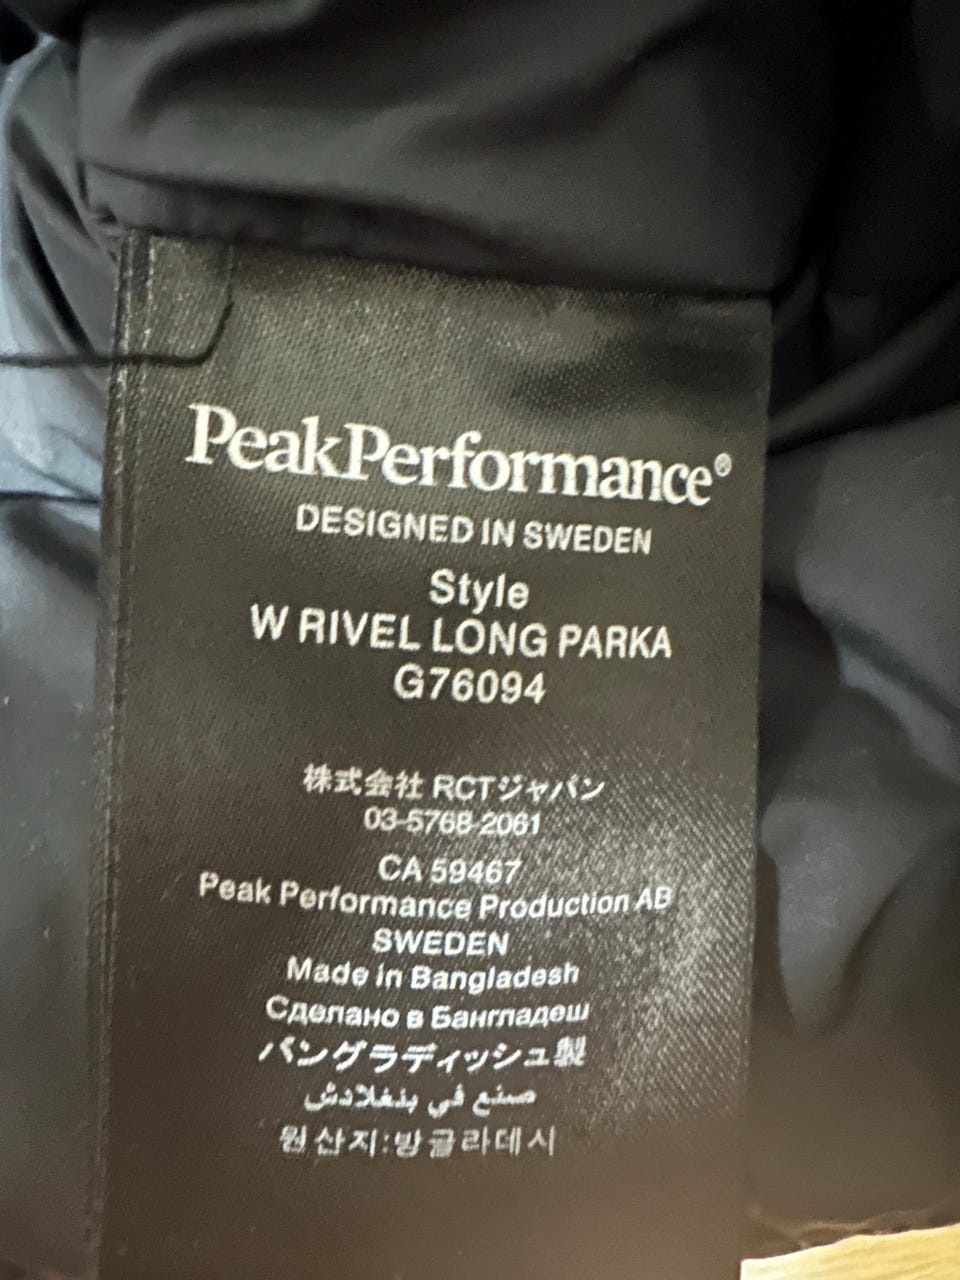 PeakPerformance®
DESIGNED IN SWEDEN
Style
W RIVEL LONG PARKA
G76094
株式会社 RCTジャパン
03-5768-2061
CA 59467
Peak Performance Production AB
SWEDEN
Made in Bangladesh
Сделано в Бангладеш
バングラディッシュ製
صنع في بنغلادش
원산지:방글라데시